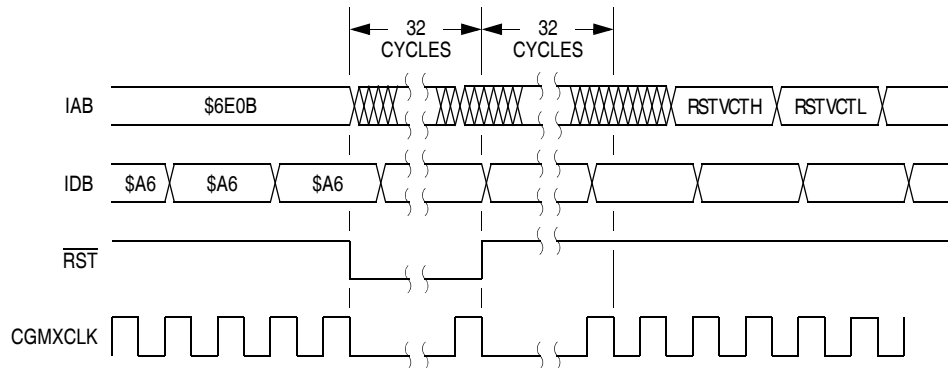 32 CYCLES 32 CYCLES
IAB $6E0B RSTVCTH RSTVCTL
IDB $A6 $A6 $A6
RST
CGMXCLK